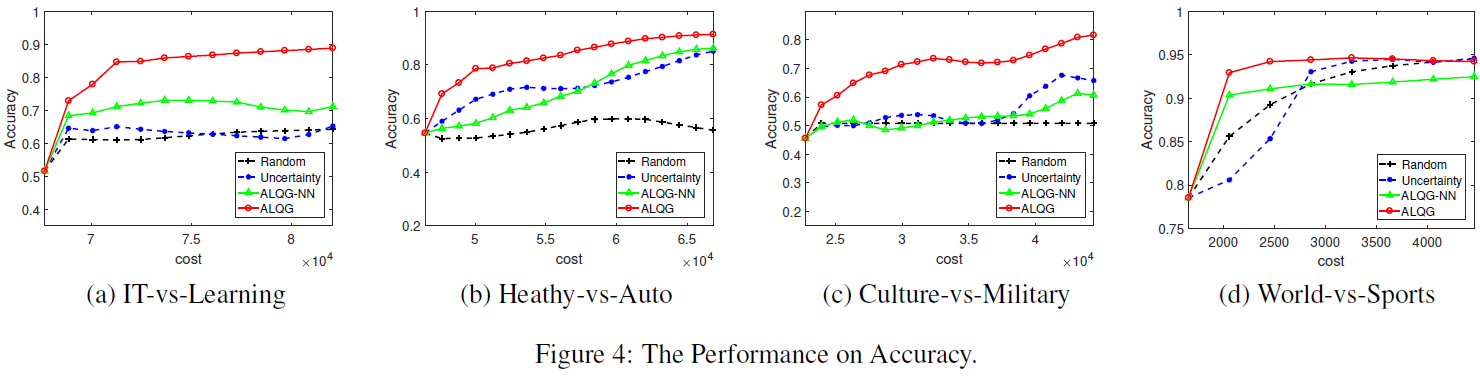 1
0.9
0.8
0.7
0.6
0.5
0.4
Accuracy
7
7.5
8
cost
×10^4
Random
Uncertainty
ALQG-NN
ALQG
(a) IT-vs-Learning
1
0.8
0.6
0.4
0.2
Accuracy
5
5.5
6
6.5
cost
×10^4
Random
Uncertainty
ALQG-NN
ALQG
(b) Heathy-vs-Auto
0.8
0.7
0.6
0.5
0.4
0.3
0.2
Accuracy
2.5
3
3.5
4
cost
×10^4
Random
Uncertainty
ALQG-NN
ALQG
(c) Culture-vs-Military
1
0.95
0.9
0.85
0.8
0.75
Accuracy
2000
2500
3000
3500
4000
cost
Random
Uncertainty
ALQG-NN
ALQG
(d) World-vs-Sports
Figure 4: The Performance on Accuracy.